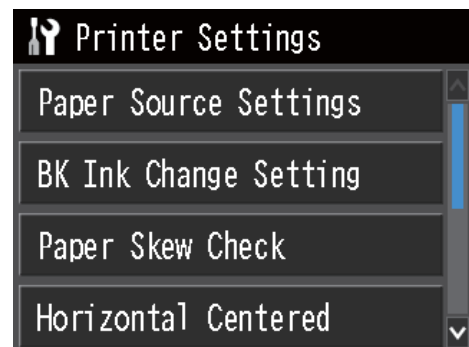 Printer Settings
Paper Source Settings
BK Ink Change Setting
Paper Skew Check
Horizontal Centered